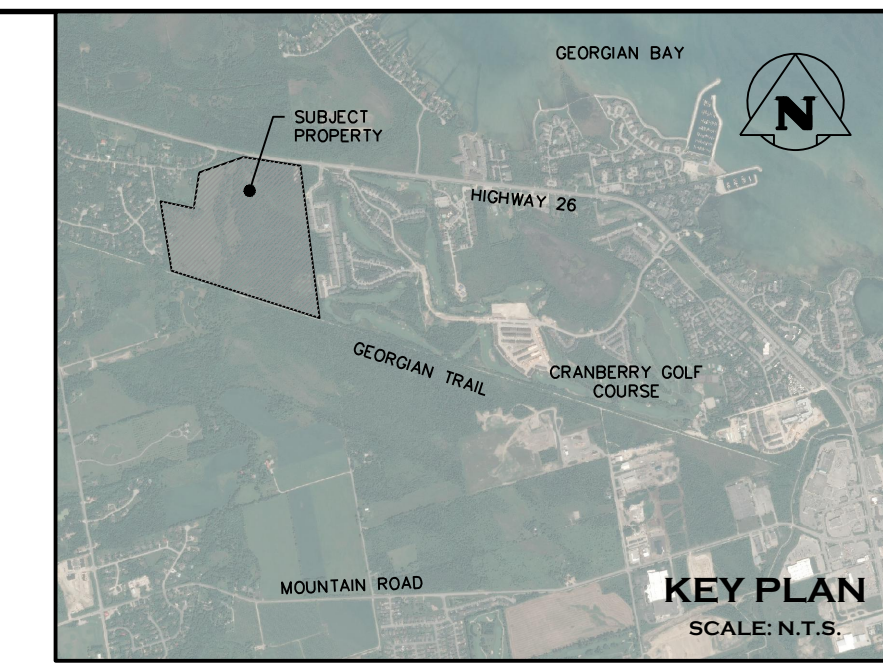 GEORGIAN BAY
N
SUBJECT
PROPERTY
HIGHWAY 26
GEORGIAN TRAIL
CRANBERRY GOLF
COURSE
MOUNTAIN ROAD
KEY PLAN
SCALE: N.T.S.